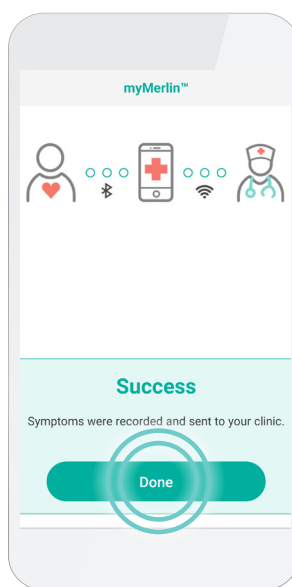 myMerlin™
Success
Symptoms were recorded and sent to your clinic.
Done